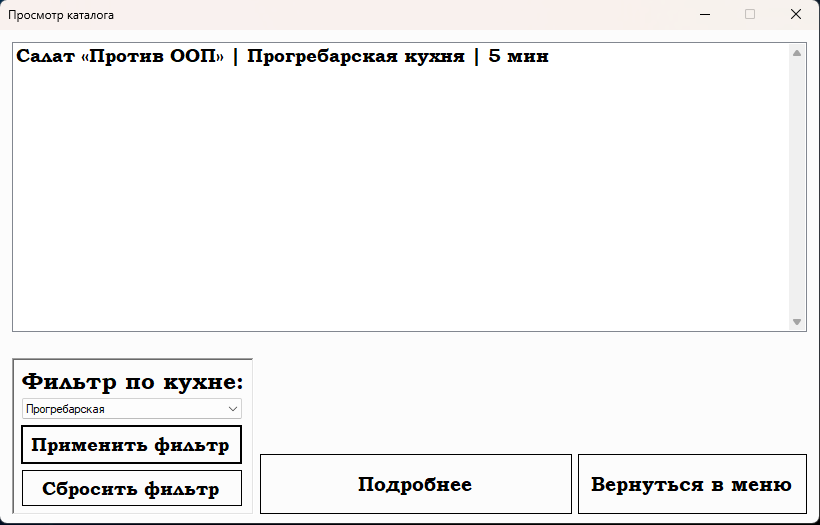 Просмотр каталога
Салат «Против ООП» | Прогребарская кухня | 5 мин
Фильтр по кухне:
Прогребарская
Применить фильтр
Сбросить фильтр
Подробнее
Вернуться в меню